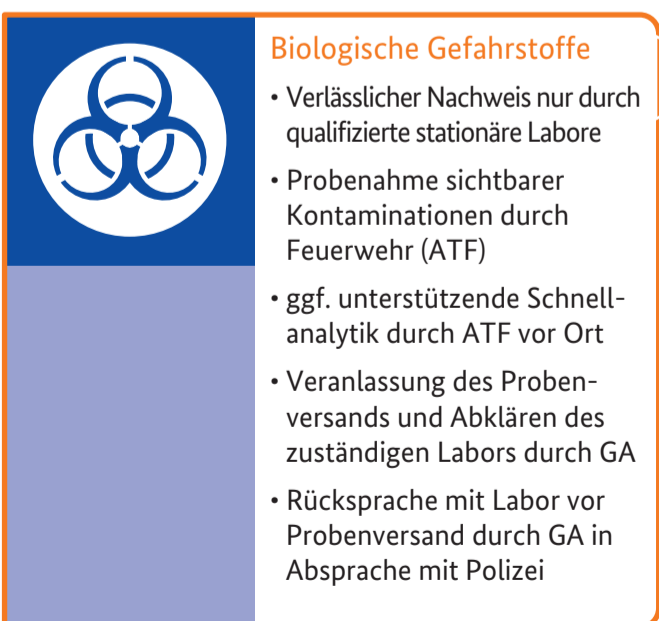 Biologische Gefahrstoffe
• Verlässlicher Nachweis nur durch
qualifizierte stationäre Labore
• Probenahme sichtbarer
Kontaminationen durch
Feuerwehr (ATF)
• ggf. unterstützende Schnell-
analytik durch ATF vor Ort
• Veranlassung des Proben-
versands und Abklären des
zuständigen Labors durch GA
• Rücksprache mit Labor vor
Probenversand durch GA in
Absprache mit Polizei